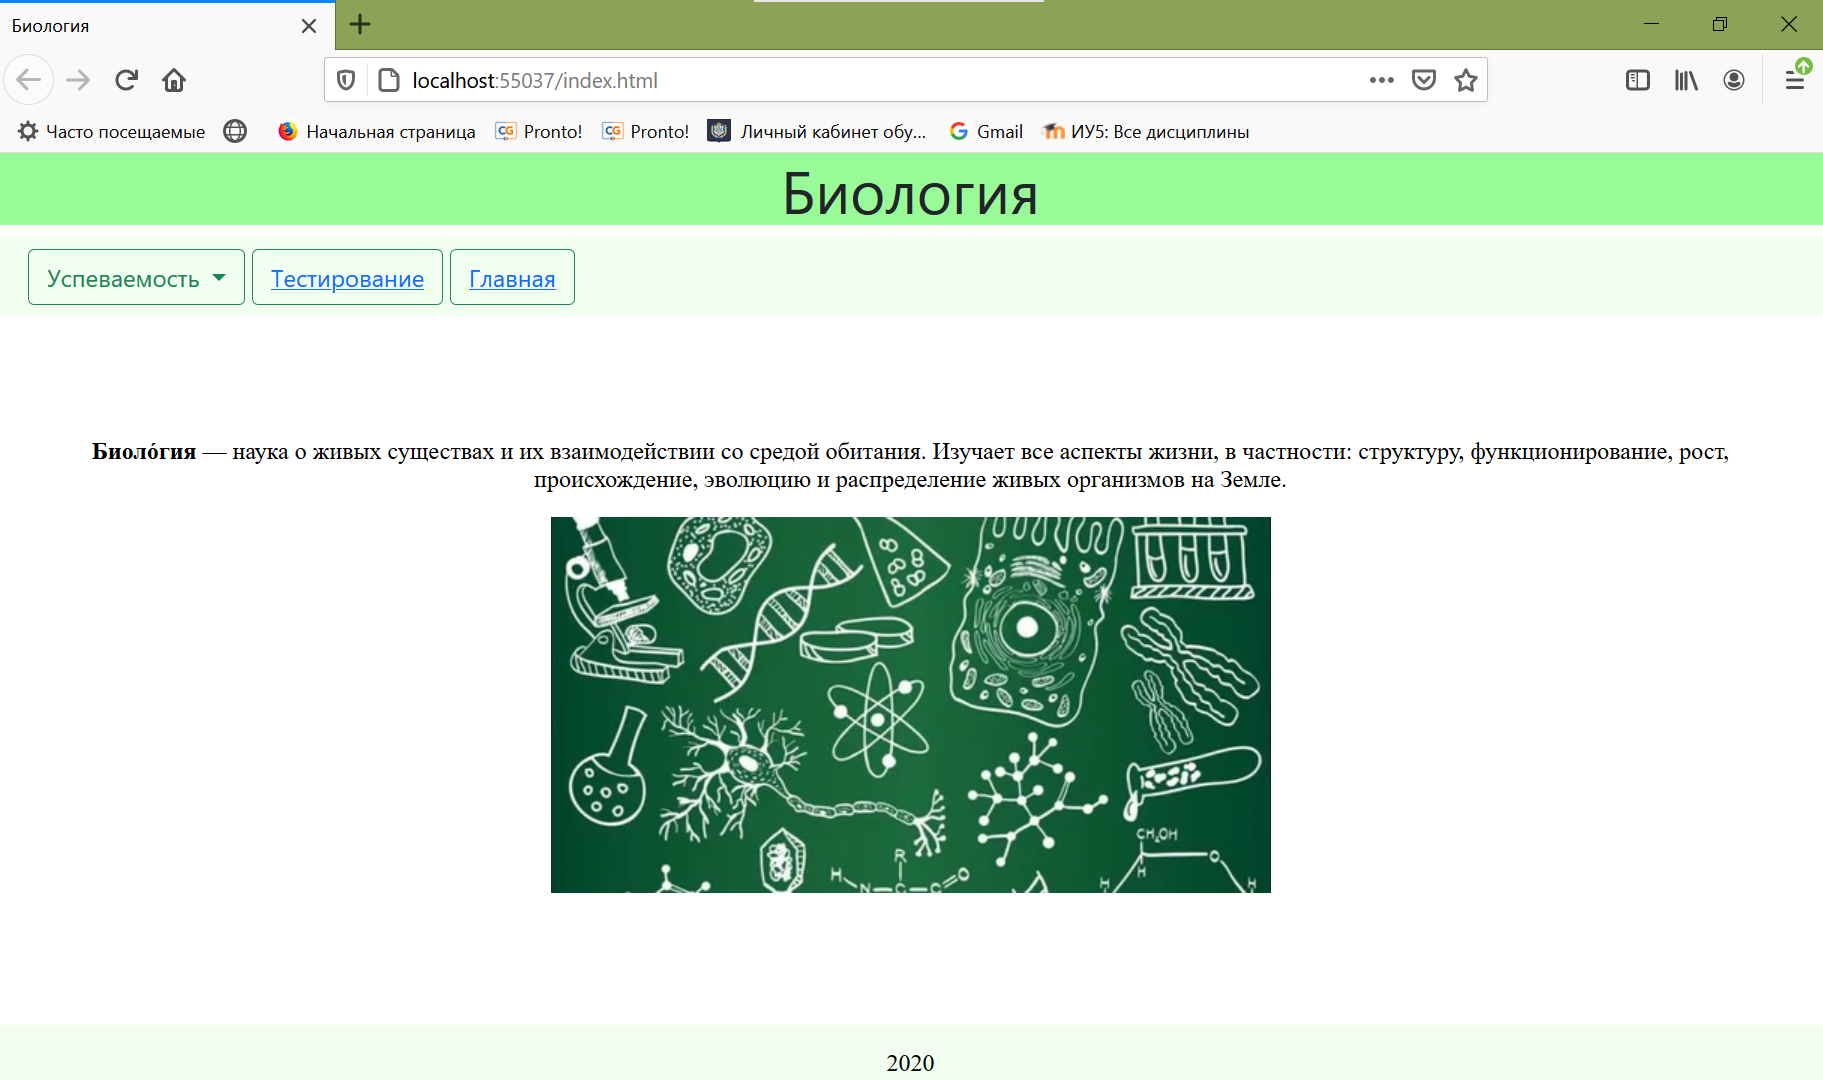 Биология
localhost:55037/index.html
Часто посещаемые Начальная страница CG Pronto! CG Pronto! Личный кабинет обу... G Gmail ИУ5: Все дисциплины
Биология
Успеваемость Тестирование Главная
Биоло́гия — наука о живых существах и их взаимодействии со средой обитания. Изучает все аспекты жизни, в частности: структуру, функционирование, рост,
происхождение, эволюцию и распределение живых организмов на Земле.
CH₂OH
R O
H H
H N C C O H H
2020